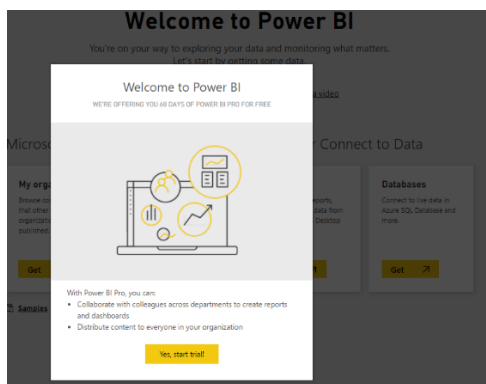 Welcome to Power BI
You're on your way to exploring your data and monitoring what matters.
Let's start by getting some data.
a video
Welcome to Power BI
WE'RE OFFERING YOU 60 DAYS OF POWER BI PRO FOR FREE
Microso
r Connect to Data
My orga
Browse co
that other
organizatio
published.
Get
eports,
data from
Desktop
Databases
Connect to live data in
Azure SQL Database and
more.
Get
Samples
With Power BI Pro, you can:
• Collaborate with colleagues across departments to create reports
and dashboards
• Distribute content to everyone in your organization
Yes, start trial!